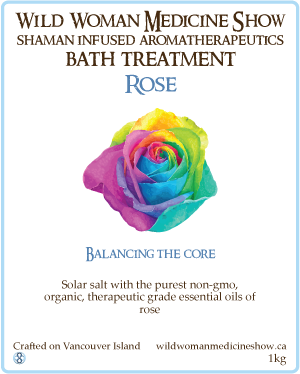 Wild Woman Medicine Show
SHAMAN INFUSED AROMATHERAPEUTICS
BATH TREATMENT
Rose
Balancing the core
Solar salt with the purest non-gmo,
organic, therapeutic grade essential oils of
rose
Crafted on Vancouver Island wildwomanmedicineshow.ca
1kg